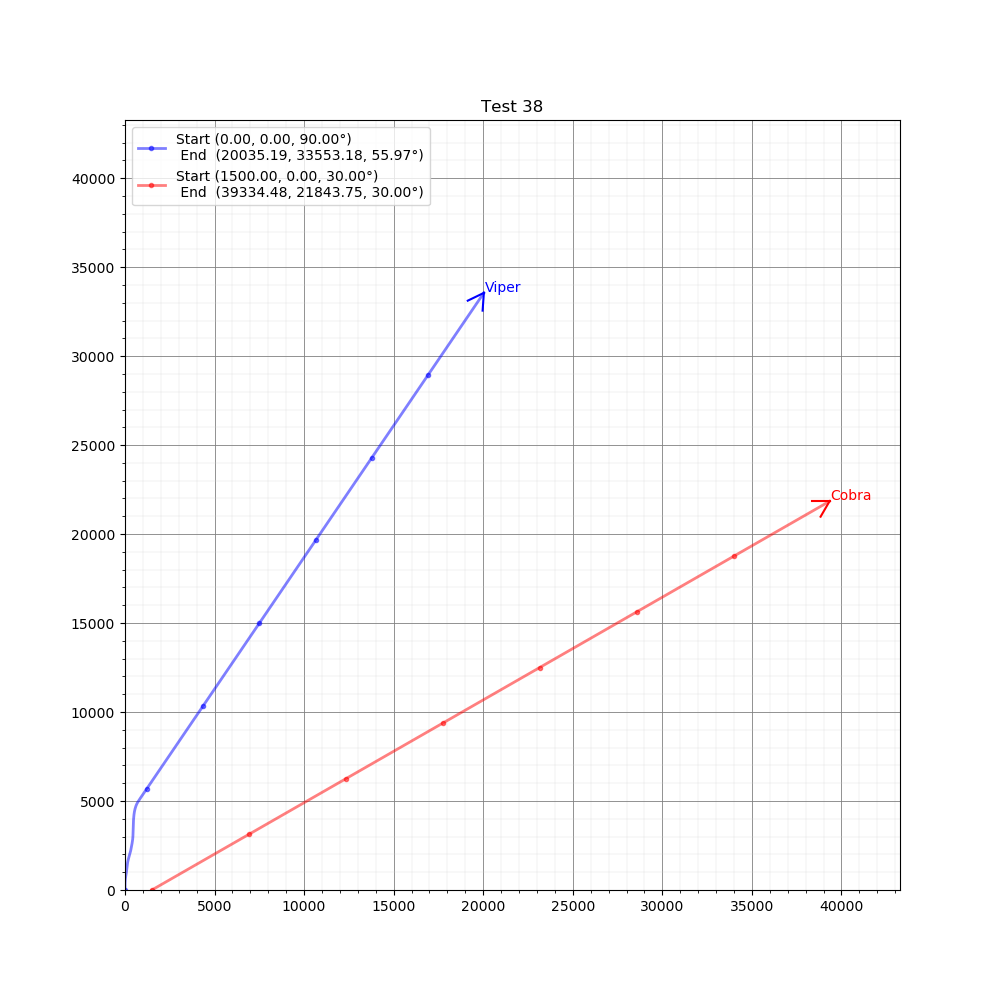 Test 38
Start (0.00, 0.00, 90.00°)
End (20035.19, 33553.18, 55.97°)
Start (1500.00, 0.00, 30.00°)
End (39334.48, 21843.75, 30.00°)
40000
35000
30000
25000
20000
15000
10000
5000
0
Viper
Cobra
0 5000 10000 15000 20000 25000 30000 35000 40000